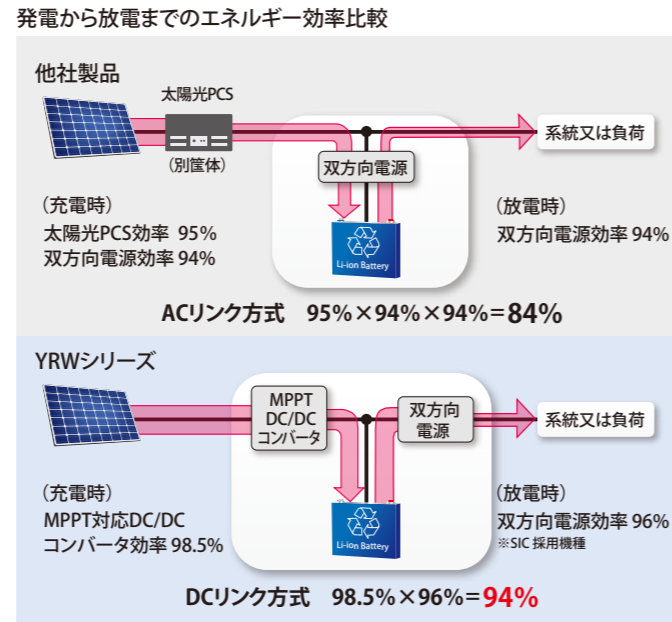 発電から放電までのエネルギー効率比較
他社製品
太陽光PCS
(別筐体)
双方向電源
Li-ion Battery
系統又は負荷
(充電時)
太陽光PCS効率 95%
双方向電源効率 94%
(放電時)
双方向電源効率 94%
ACリンク方式 95%×94%×94%=84%
YRWシリーズ
MPPT
DC/DC
コンバータ
双方向
電源
Li-ion Battery
系統又は負荷
(充電時)
MPPT対応DC/DC
コンバータ効率 98.5%
(放電時)
双方向電源効率 96%
※SIC 採用機種
DCリンク方式 98.5%×96%=94%